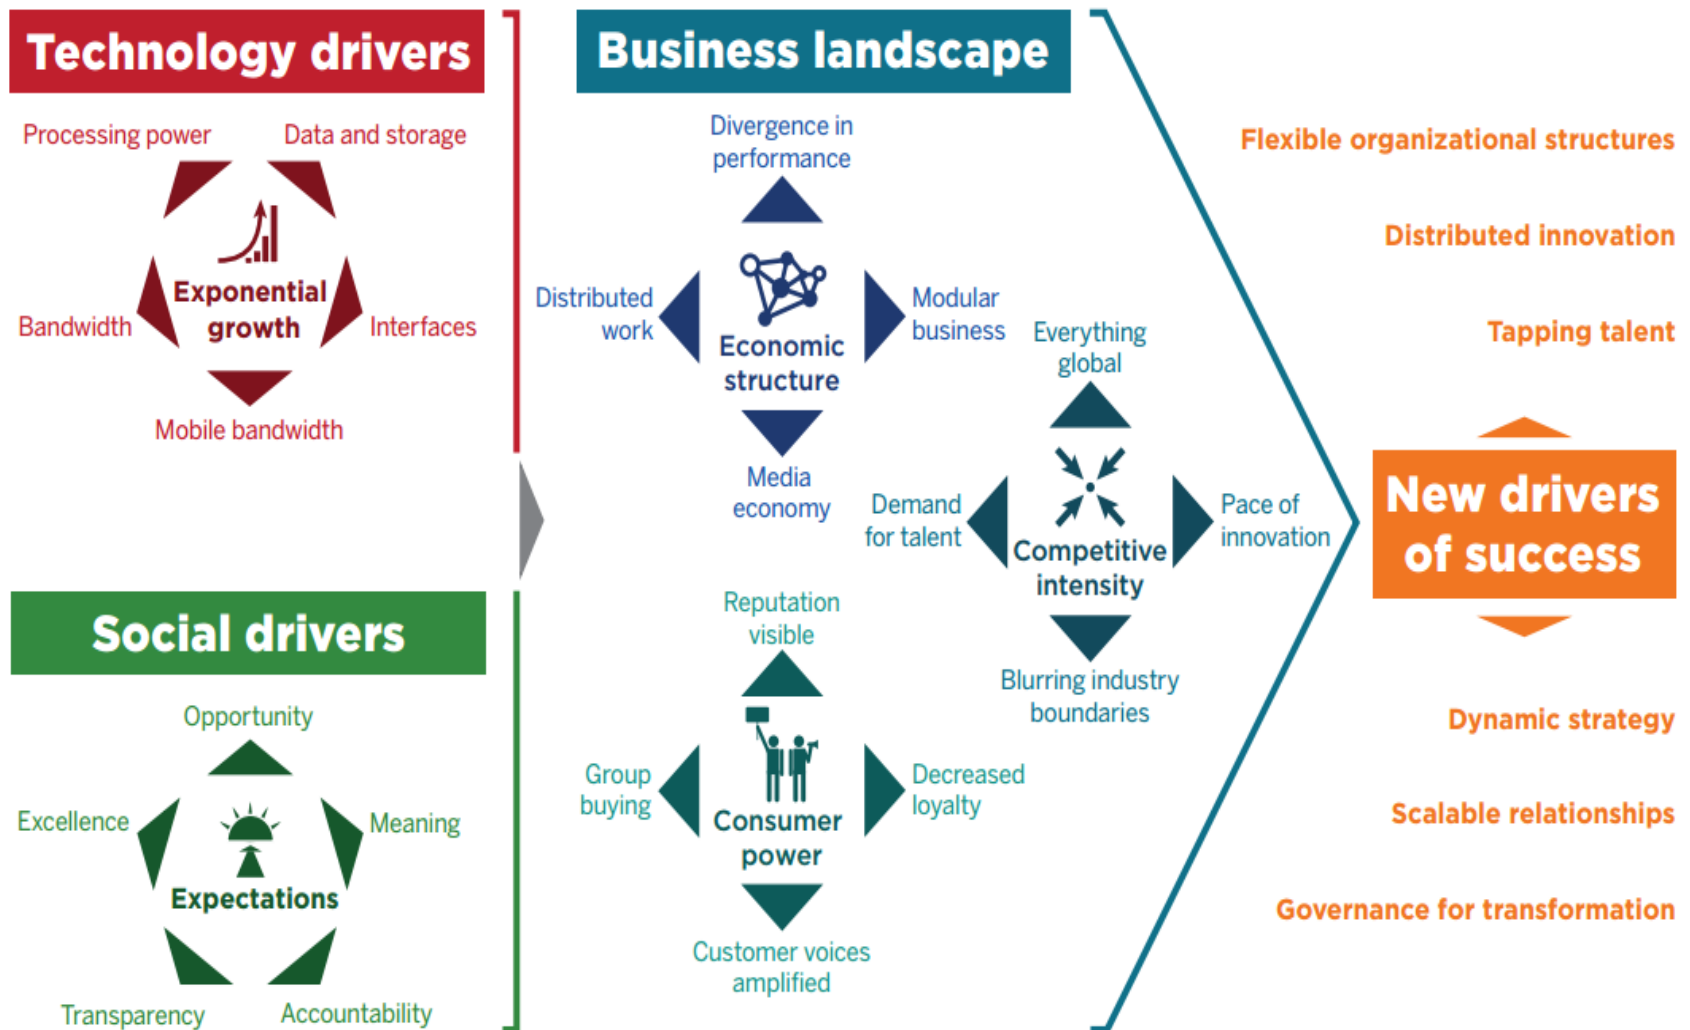 Technology drivers
Processing power
Data and storage
Exponential
growth
Bandwidth
Interfaces
Mobile bandwidth
Social drivers
Opportunity
Excellence
Meaning
Expectations
Transparency
Accountability
Business landscape
Divergence in
performance
Distributed
work
Modular
business
Economic
structure
Media
economy
Everything
global
Demand
for talent
Pace of
innovation
Competitive
intensity
Blurring industry
boundaries
Reputation
visible
Group
buying
Decreased
loyalty
Consumer
power
Customer voices
amplified
Flexible organizational structures
Distributed innovation
Tapping talent
New drivers
of success
Dynamic strategy
Scalable relationships
Governance for transformation